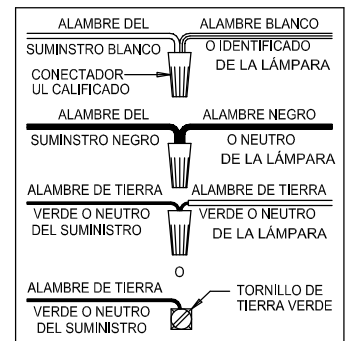 ALAMBRE DEL
SUMINSTRO BLANCO
ALAMBRE BLANCO
O IDENTIFICADO
DE LA LÁMPARA
CONECTADOR
UL CALIFICADO
ALAMBRE DEL
SUMINSTRO NEGRO
ALAMBRE NEGRO
O NEUTRO
DE LA LÁMPARA
ALAMBRE DE TIERRA
VERDE O NEUTRO
DEL SUMINISTRO
ALAMBRE DE TIERRA
VERDE O NEUTRO
DE LA LÁMPARA
O
ALAMBRE DE TIERRA
VERDE O NEUTRO
DEL SUMINISTRO
TORNILLO DE
TIERRA VERDE